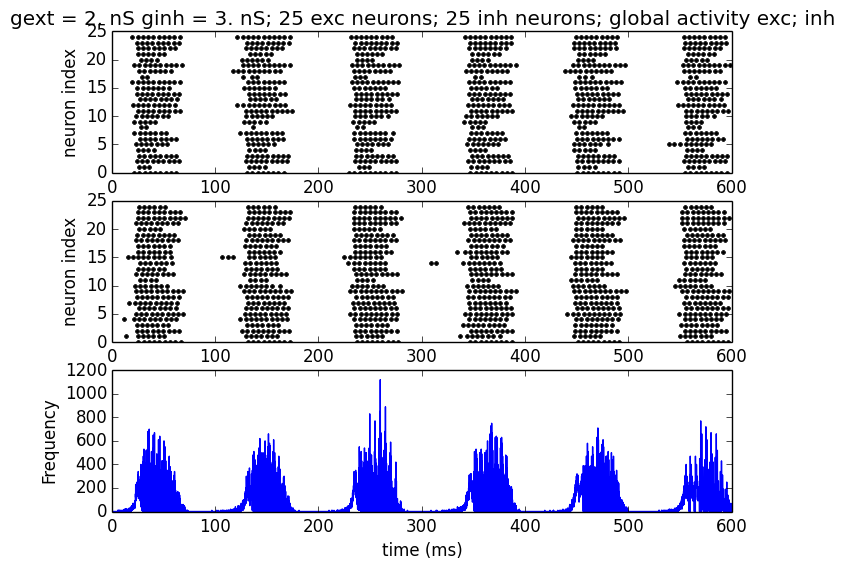 gext = 2. nS ginh = 3. nS; 25 exc neurons; 25 inh neurons; global activity exc; inh
25
20
15
10
5
0
neuron index
0 100 200 300 400 500 600
25
20
15
10
5
0
neuron index
0 100 200 300 400 500 600
1200
1000
800
600
400
200
0
Frequency
0 100 200 300 400 500 600
time (ms)